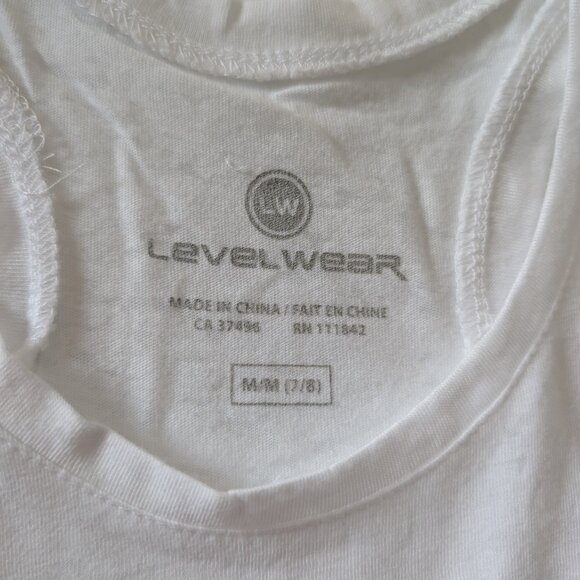 LW
LEVELWEAR
MADE IN CHINA / FAIT EN CHINE
CA 37496 RN 111842
M/M (7/8)